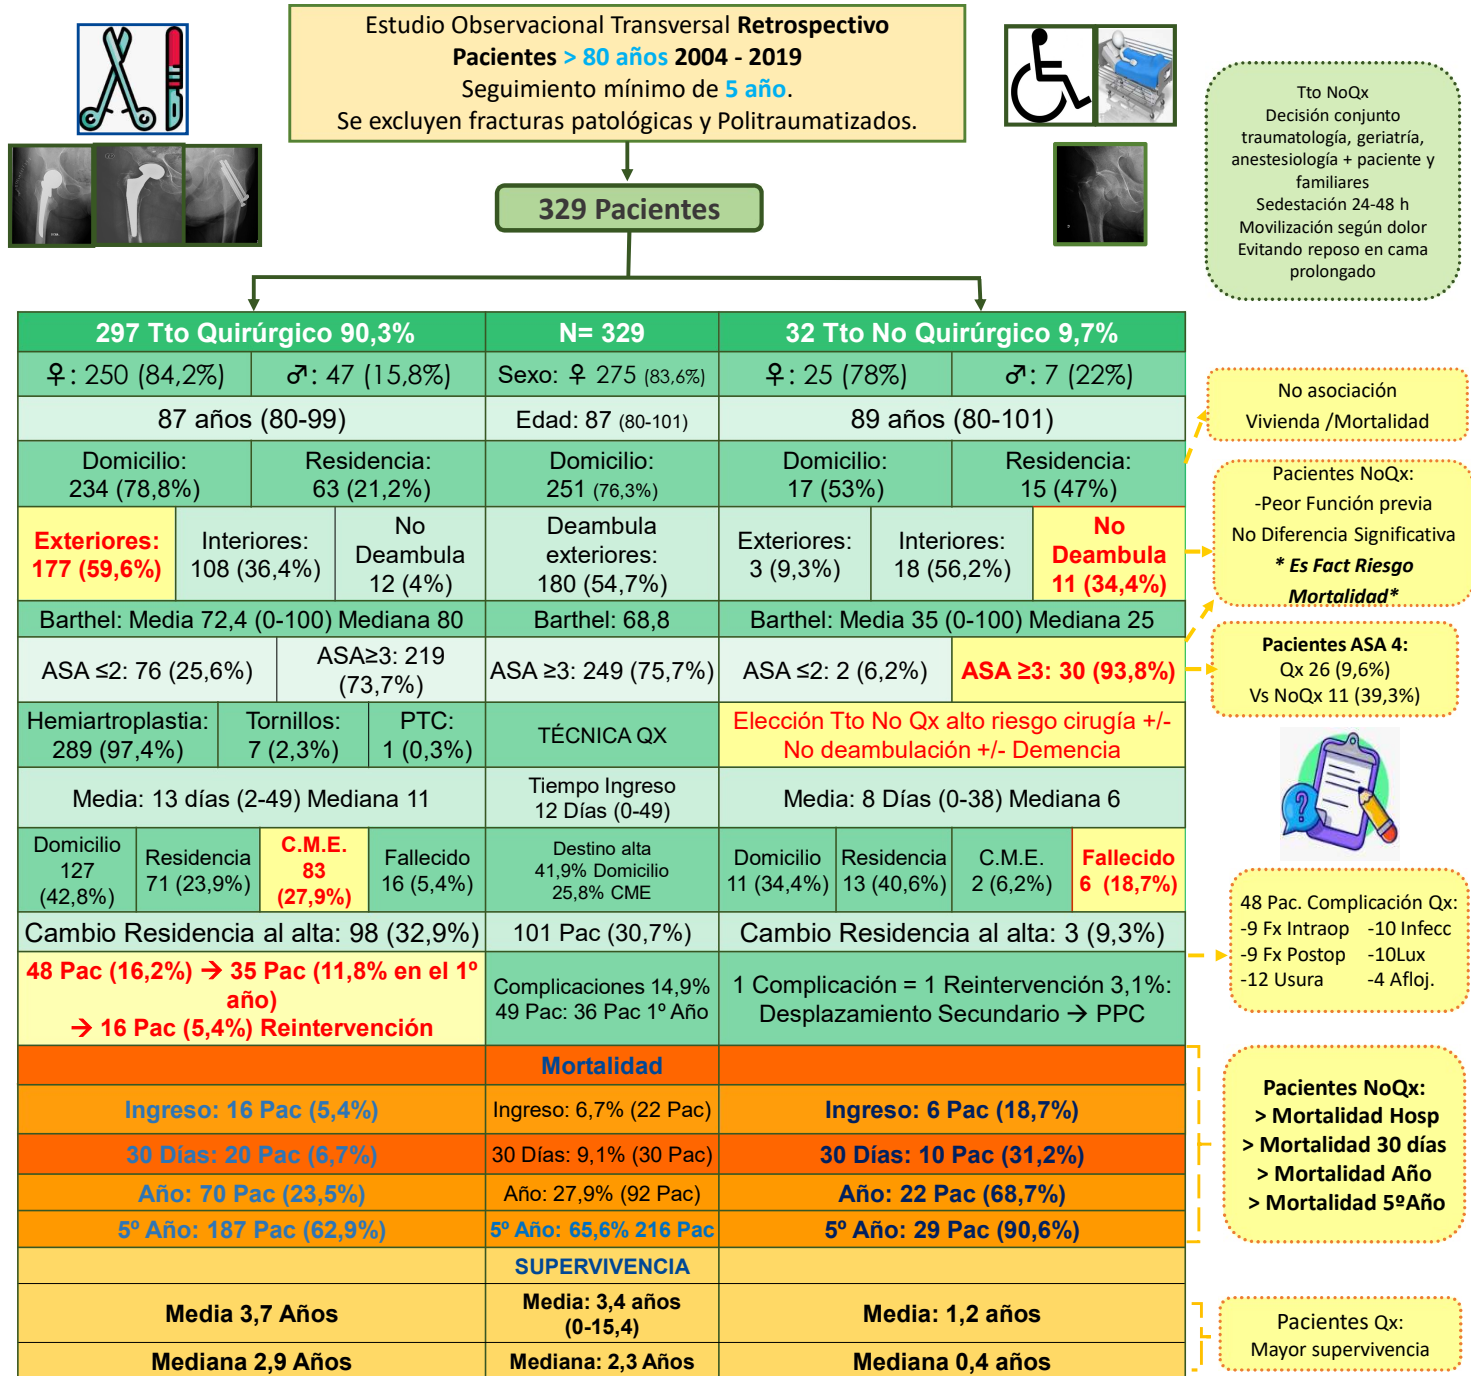 Estudio Observacional Transversal Retrospectivo
Pacientes > 80 años 2004 - 2019
Seguimiento mínimo de 5 año.
Se excluyen fracturas patológicas y Politraumatizados.
329 Pacientes
Tto NoQx
Decisión conjunto
traumatología, geriatría,
anestesiología + paciente y
familiares
Sedestación 24-48 h
Movilización según dolor
Evitando reposo en cama
prolongado
297 Tto Quirúrgico 90,3%
N= 329
32 Tto No Quirúrgico 9,7%
♀: 250 (84,2%)
♂: 47 (15,8%)
Sexo: ♀ 275 (83,6%)
♀: 25 (78%)
♂: 7 (22%)
87 años (80-99)
Edad: 87 (80-101)
89 años (80-101)
Domicilio:
234 (78,8%)
Residencia:
63 (21,2%)
Domicilio:
251 (76,3%)
Domicilio:
17 (53%)
Residencia:
15 (47%)
No asociación
Vivienda /Mortalidad
Exteriores:
177 (59,6%)
Interiores:
108 (36,4%)
No
Deambula
12 (4%)
Deambula
exteriores:
180 (54,7%)
Exteriores:
3 (9,3%)
Interiores:
18 (56,2%)
No
Deambula
11 (34,4%)
Pacientes NoQx:
-Peor Función previa
No Diferencia Significativa
* Es Fact Riesgo
Mortalidad*
Barthel: Media 72,4 (0-100) Mediana 80
Barthel: 68,8
Barthel: Media 35 (0-100) Mediana 25
ASA ≤2: 76 (25,6%)
ASA≥3: 219
(73,7%)
ASA ≥3: 249 (75,7%)
ASA ≤2: 2 (6,2%)
ASA ≥3: 30 (93,8%)
Pacientes ASA 4:
Qx 26 (9,6%)
Vs NoQx 11 (39,3%)
Hemiartroplastia:
289 (97,4%)
Tornillos:
7 (2,3%)
PTC:
1 (0,3%)
TÉCNICA QX
Elección Tto No Qx alto riesgo cirugía +/-
No deambulación +/- Demencia
Media: 13 días (2-49) Mediana 11
Tiempo Ingreso
12 Días (0-49)
Media: 8 Días (0-38) Mediana 6
Domicilio
127
(42,8%)
Residencia
71 (23,9%)
C.M.E.
83
(27,9%)
Fallecido
16 (5,4%)
Destino alta
41,9% Domicilio
25,8% CME
Domicilio
11 (34,4%)
Residencia
13 (40,6%)
C.M.E.
2 (6,2%)
Fallecido
6 (18,7%)
Cambio Residencia al alta: 98 (32,9%)
101 Pac (30,7%)
Cambio Residencia al alta: 3 (9,3%)
48 Pac. Complicación Qx:
-9 Fx Intraop -10 Infecc
-9 Fx Postop -10Lux
-12 Usura -4 Afloj.
48 Pac (16,2%) → 35 Pac (11,8% en el 1º
año)
→ 16 Pac (5,4%) Reintervención
Complicaciones 14,9%
49 Pac: 36 Pac 1º Año
1 Complicación = 1 Reintervención 3,1%:
Desplazamiento Secundario → PPC
Mortalidad
Ingreso: 16 Pac (5,4%)
Ingreso: 6,7% (22 Pac)
Ingreso: 6 Pac (18,7%)
30 Días: 20 Pac (6,7%)
30 Días: 9,1% (30 Pac)
30 Días: 10 Pac (31,2%)
Año: 70 Pac (23,5%)
Año: 27,9% (92 Pac)
Año: 22 Pac (68,7%)
5º Año: 187 Pac (62,9%)
5º Año: 65,6% 216 Pac
5º Año: 29 Pac (90,6%)
Pacientes NoQx:
> Mortalidad Hosp
> Mortalidad 30 días
> Mortalidad Año
> Mortalidad 5ºAño
SUPERVIVENCIA
Media 3,7 Años
Media: 3,4 años
(0-15,4)
Media: 1,2 años
Mediana 2,9 Años
Mediana: 2,3 Años
Mediana 0,4 años
Pacientes Qx:
Mayor supervivencia